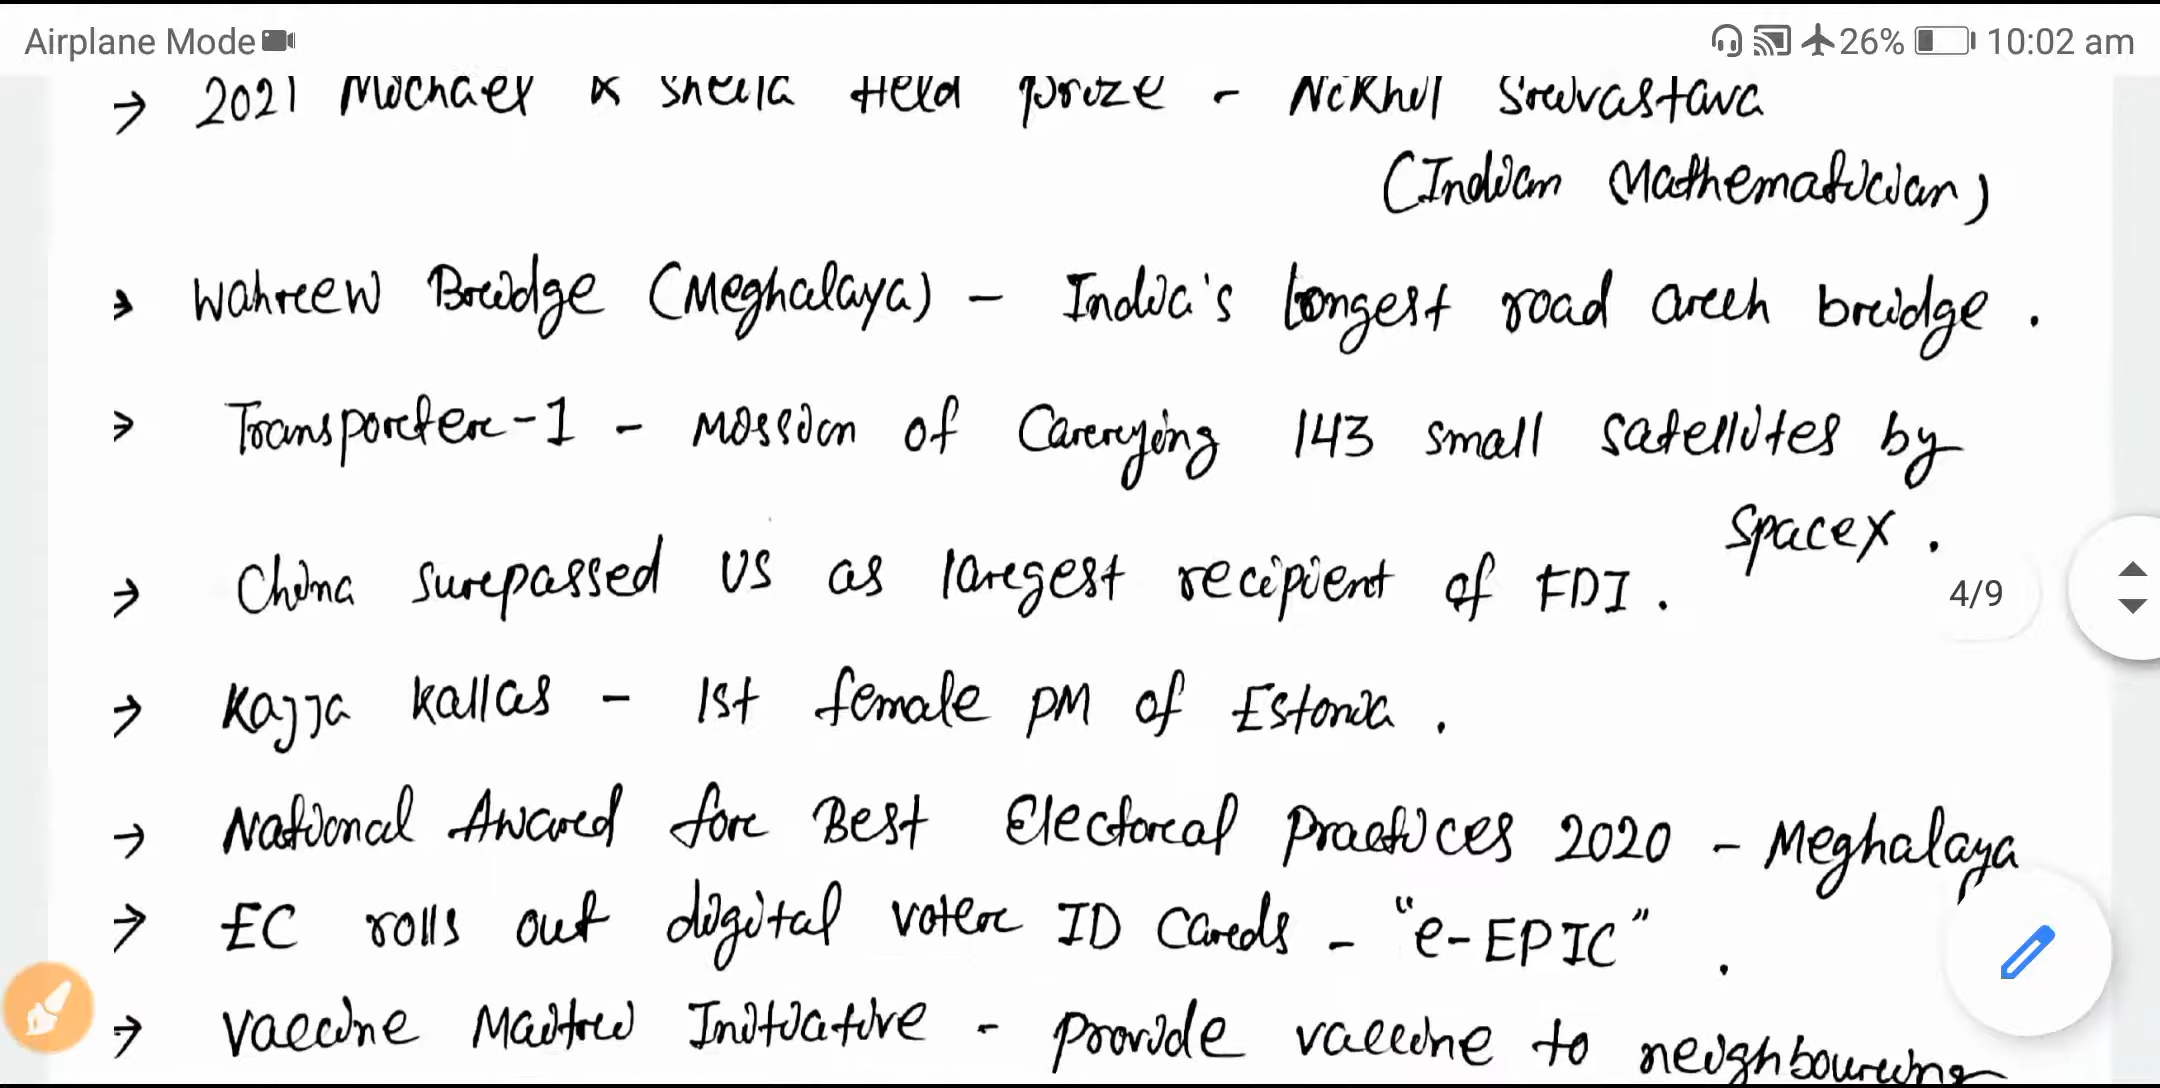 Airplane Mode 26% 10:02 am
→ 2021 Michael & Sheila Held prize - Nikhil Srivastava
(Indian Mathematician)
→ Wahrew Bridge (Meghalaya) - India's longest road arch bridge.
→ Transporter-1 - Mission of Carrying 143 small satellites by
SpaceX.
→ China surpassed US as largest recipient of FDI.
4/9
→ Kajja Kallas - 1st female PM of Estonia.
→ National Award for Best Electoral Practices 2020 - Meghalaya
→ EC rolls out digital voter ID Cards - "e-EPIC".
→ Vaccine Maitri Initiative - provide vaccine to neighbouring